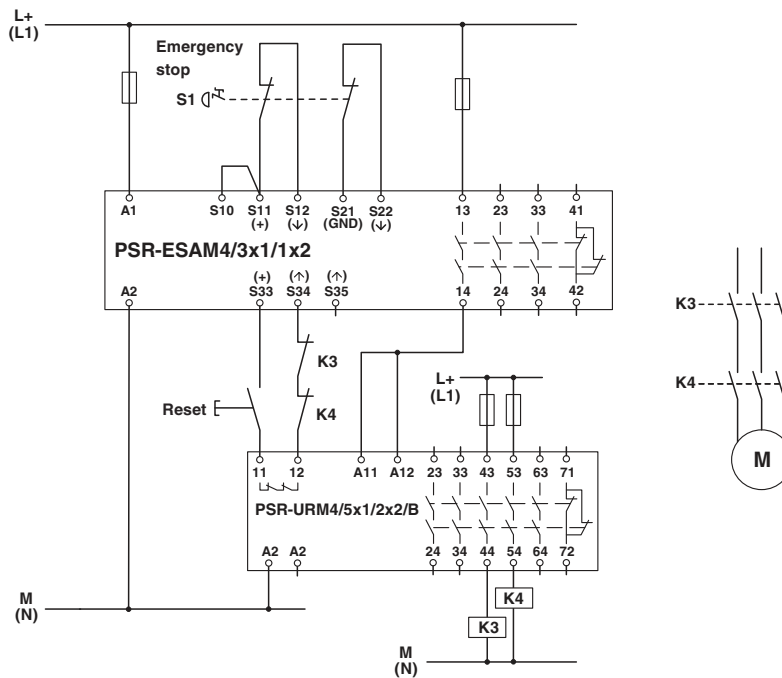 L+
(L1)
Emergency
stop
S1
A1 S10 S11 S12 S21 S22 13 23 33 41
(+) (↓) (GND) (↓)
PSR-ESAM4/3x1/1x2
(+) (↑) (↑)
A2 S33 S34 S35 14 24 34 42
K3
K4
Reset
L+
(L1)
11 12 A11 A12 23 33 43 53 63 71
PSR-URM4/5x1/2x2/B
A2 A2 24 34 44 54 64 72
M
(N)
K4
K3
M
(N)
K3
K4
M